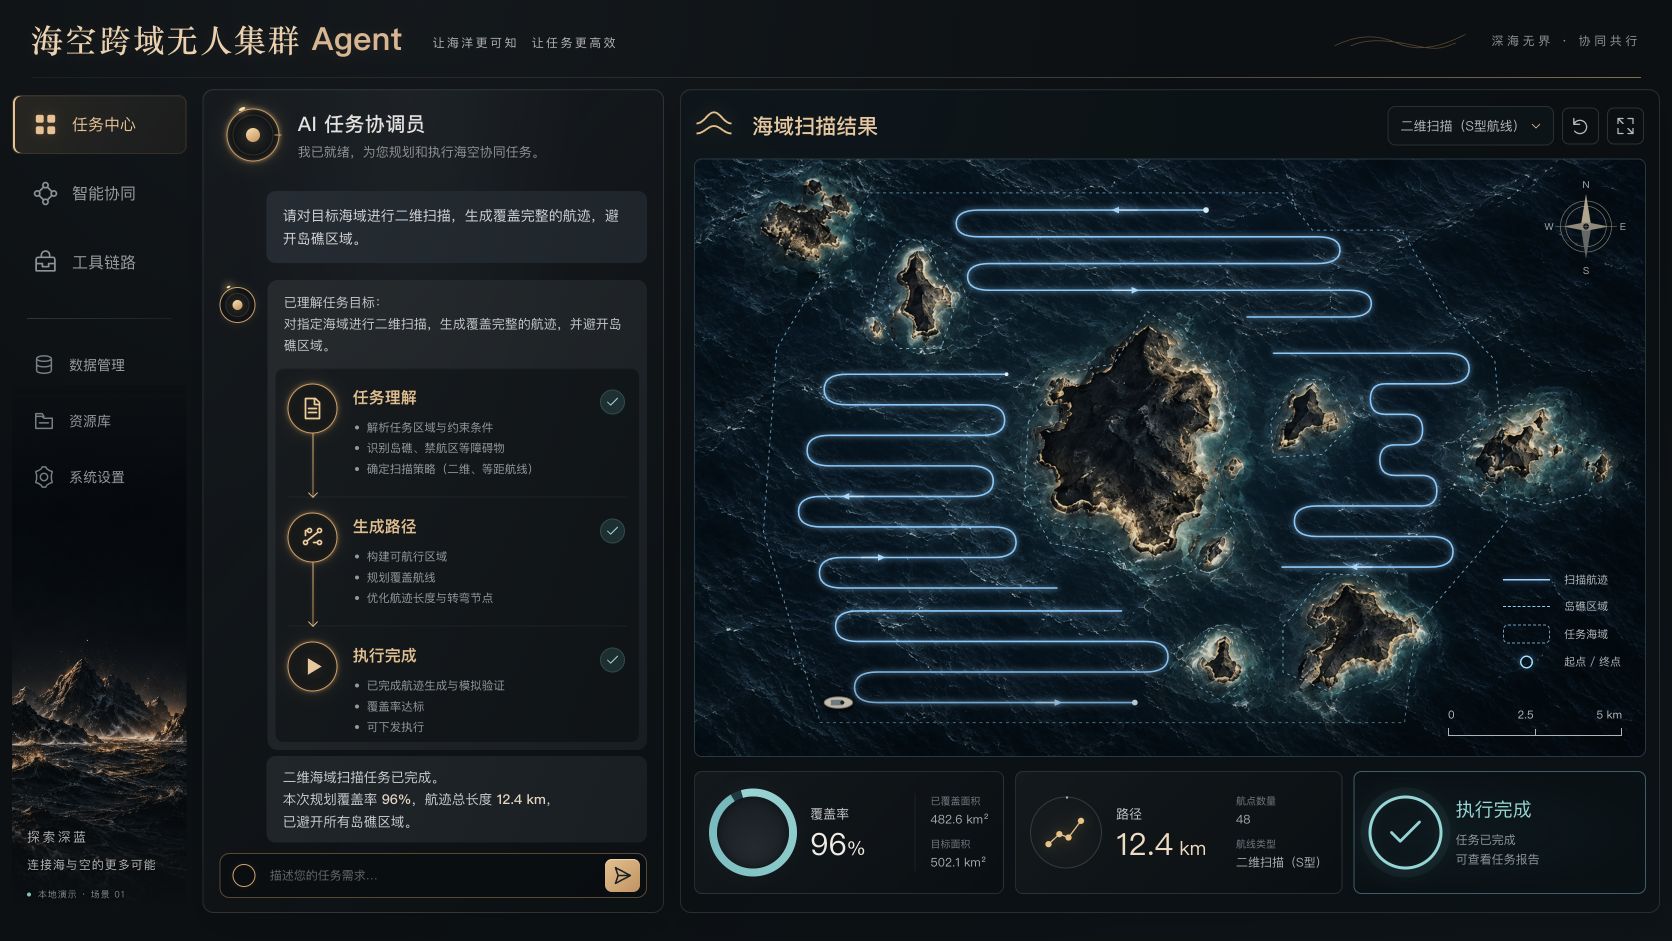 海空跨域无人集群 Agent
让海洋更可知 让任务更高效
深海无界 · 协同共行
任务中心
智能协同
工具链路
数据管理
资源库
系统设置
探索深蓝
连接海与空的更多可能
本地演示 · 场景 01
AI 任务协调员
我已就绪，为您规划和执行海空协同任务。
请对目标海域进行二维扫描，生成覆盖完整的航迹，避
开岛礁区域。
已理解任务目标：
对指定海域进行二维扫描，生成覆盖完整的航迹，并避开岛
礁区域。
任务理解
• 解析任务区域与约束条件
• 识别岛礁、禁航区等障碍物
• 确定扫描策略（二维、等距航线）
生成路径
• 构建可航行区域
• 规划覆盖航线
• 优化航迹长度与转弯节点
执行完成
• 已完成航迹生成与模拟验证
• 覆盖率达标
• 可下发执行
二维海域扫描任务已完成。
本次规划覆盖率 96%，航迹总长度 12.4 km，
已避开所有岛礁区域。
描述您的任务需求...
海域扫描结果
二维扫描（S型航线）
N
W E
S
扫描航迹
岛礁区域
任务海域
起点 / 终点
0 2.5 5 km
覆盖率
96%
已覆盖面积
482.6 km²
目标面积
502.1 km²
路径
12.4 km
航点数量
48
航线类型
二维扫描（S型）
执行完成
任务已完成
可查看任务报告